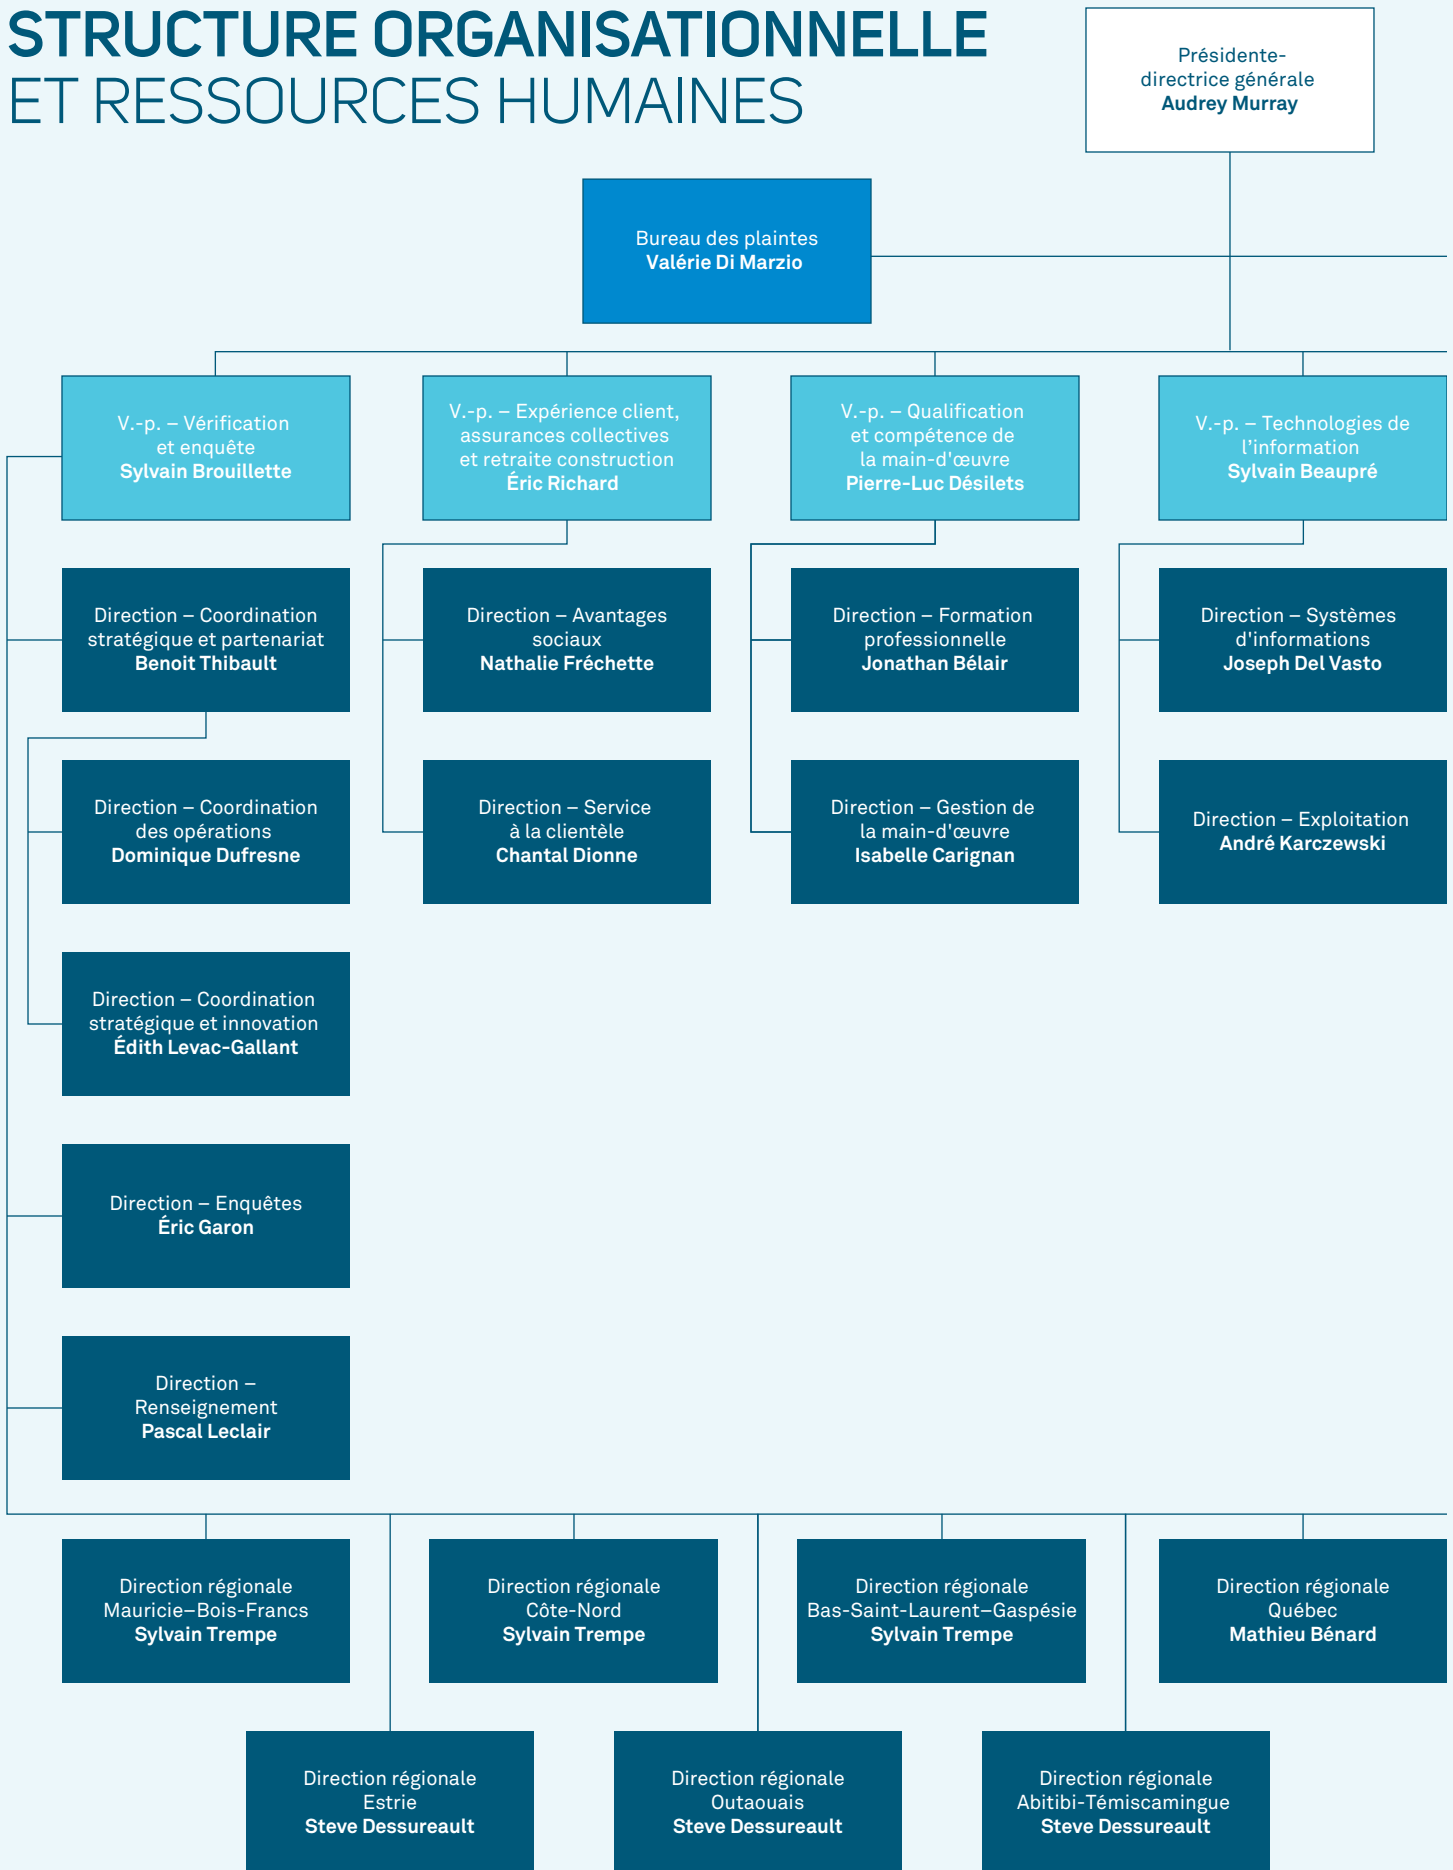 STRUCTURE ORGANISATIONNELLE
ET RESSOURCES HUMAINES
Présidente-
directrice générale
Audrey Murray
Bureau des plaintes
Valérie Di Marzio
V.-p. – Vérification
et enquête
Sylvain Brouillette
V.-p. – Expérience client,
assurances collectives
et retraite construction
Éric Richard
V.-p. – Qualification
et compétence de
la main-d'œuvre
Pierre-Luc Désilets
V.-p. – Technologies de
l'information
Sylvain Beaupré
Direction – Coordination
stratégique et partenariat
Benoit Thibault
Direction – Avantages
sociaux
Nathalie Fréchette
Direction – Formation
professionnelle
Jonathan Bélair
Direction – Systèmes
d'informations
Joseph Del Vasto
Direction – Coordination
des opérations
Dominique Dufresne
Direction – Service
à la clientèle
Chantal Dionne
Direction – Gestion de
la main-d'œuvre
Isabelle Carignan
Direction – Exploitation
André Karczewski
Direction – Coordination
stratégique et innovation
Édith Levac-Gallant
Direction – Enquêtes
Éric Garon
Direction –
Renseignement
Pascal Leclair
Direction régionale
Mauricie–Bois-Francs
Sylvain Trempe
Direction régionale
Côte-Nord
Sylvain Trempe
Direction régionale
Bas-Saint-Laurent–Gaspésie
Sylvain Trempe
Direction régionale
Québec
Mathieu Bénard
Direction régionale
Estrie
Steve Dessureault
Direction régionale
Outaouais
Steve Dessureault
Direction régionale
Abitibi-Témiscamingue
Steve Dessureault